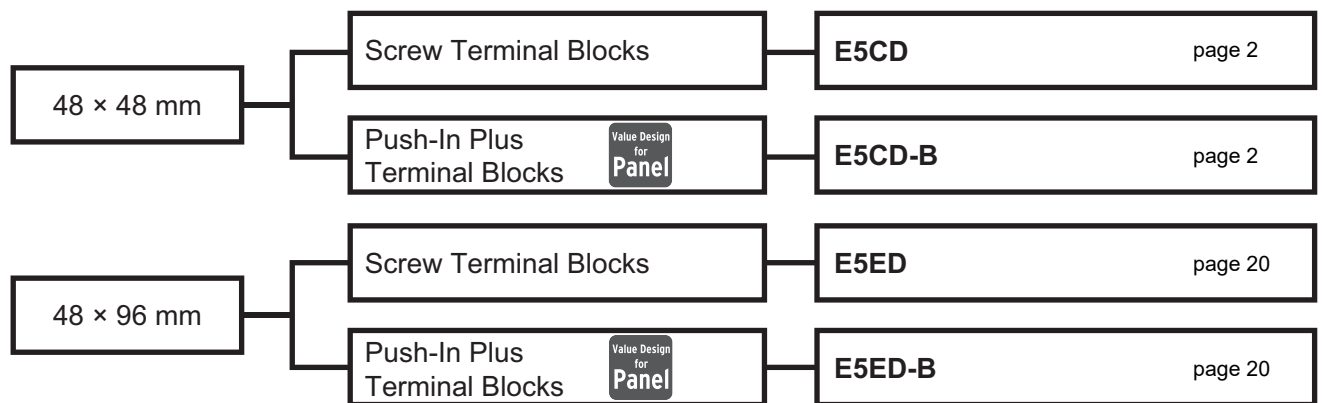 48 × 48 mm
Screw Terminal Blocks
E5CD
page 2
Push-In Plus
Terminal Blocks
Value Design
for
Panel
E5CD-B
page 2
48 × 96 mm
Screw Terminal Blocks
E5ED
page 20
Push-In Plus
Terminal Blocks
Value Design
for
Panel
E5ED-B
page 20